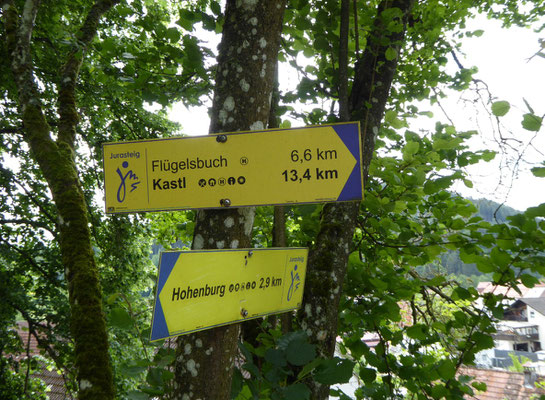 Jurasteig
Flügelsbuch 6,6 km
Kastl 13,4 km
Hohenburg 2,9 km
Jurasteig